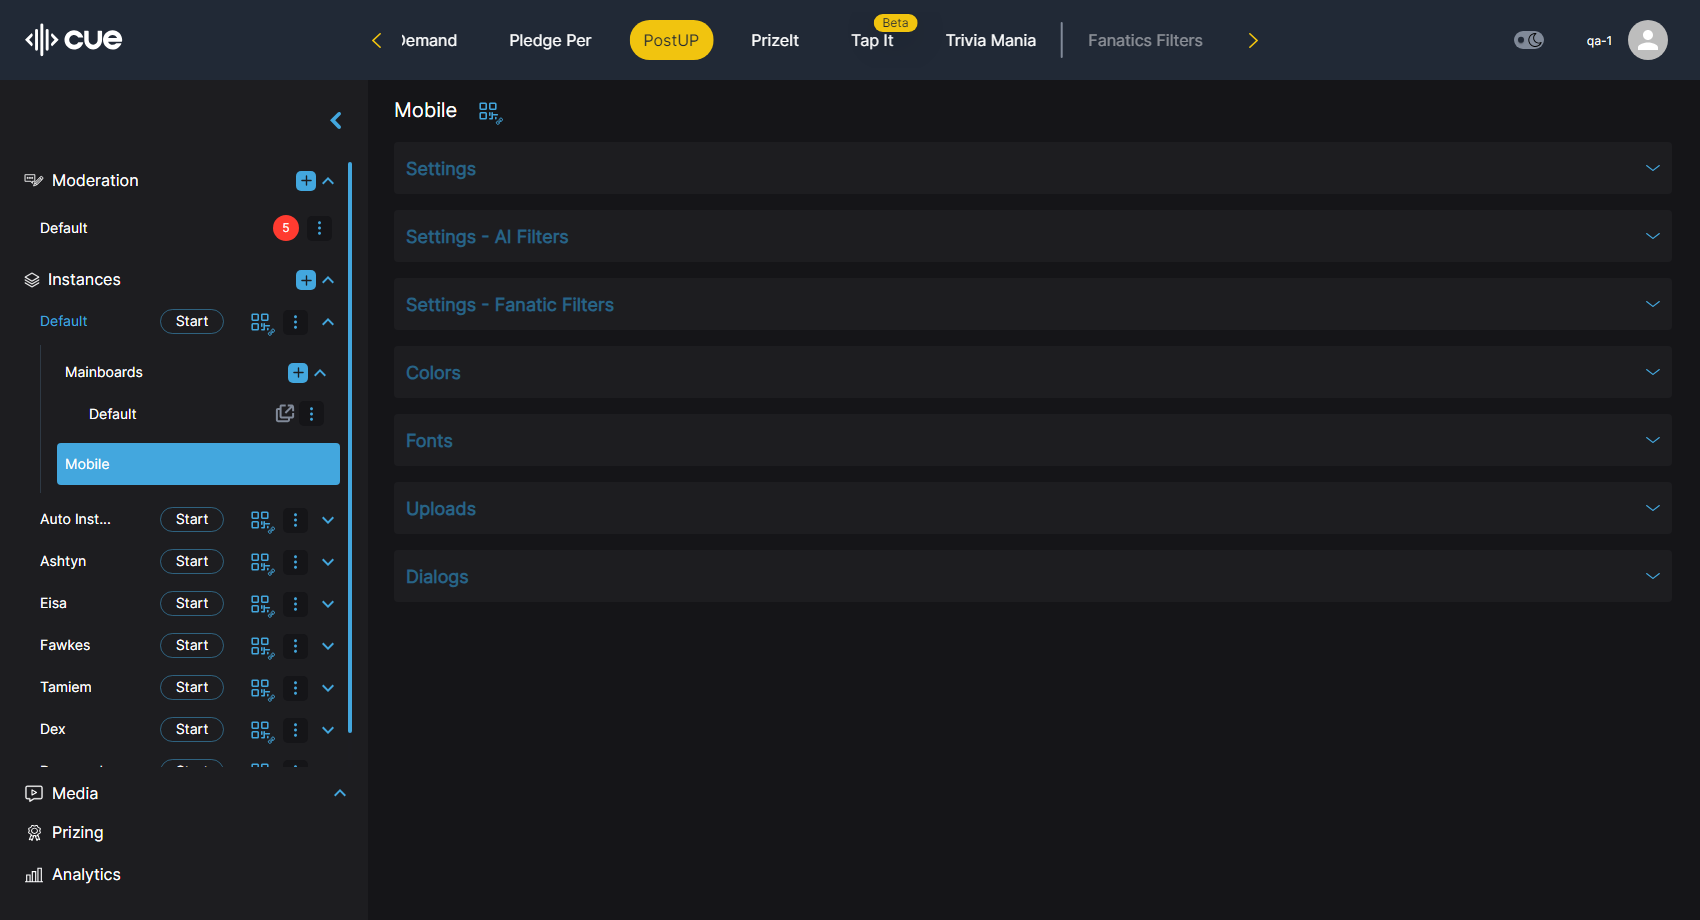 cue
Demand
Pledge Per
PostUP
PrizeIt
Beta
Tap It
Trivia Mania
Fanatics Filters
qa-1
Moderation
Default
5
Instances
Default
Start
Mainboards
Default
Mobile
Auto Inst...
Start
Ashtyn
Start
Eisa
Start
Fawkes
Start
Tamiem
Start
Dex
Start
Media
Prizing
Analytics
Mobile
Settings
Settings - AI Filters
Settings - Fanatic Filters
Colors
Fonts
Uploads
Dialogs